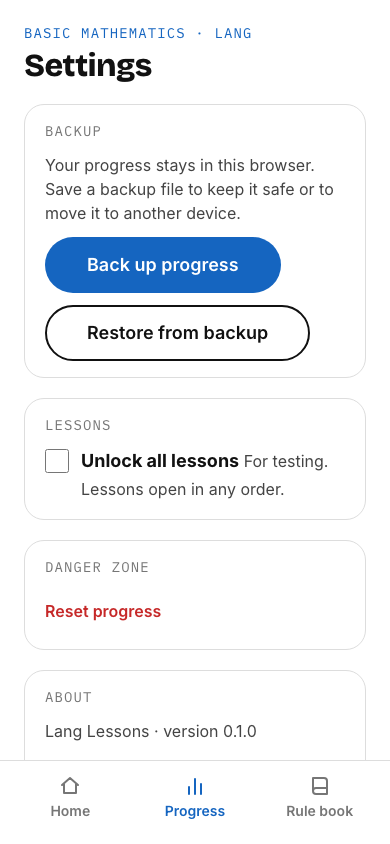 BASIC MATHEMATICS · LANG
Settings
BACKUP
Your progress stays in this browser.
Save a backup file to keep it safe or to
move it to another device.
Back up progress
Restore from backup
LESSONS
Unlock all lessons For testing.
Lessons open in any order.
DANGER ZONE
Reset progress
ABOUT
Lang Lessons · version 0.1.0
Home Progress Rule book